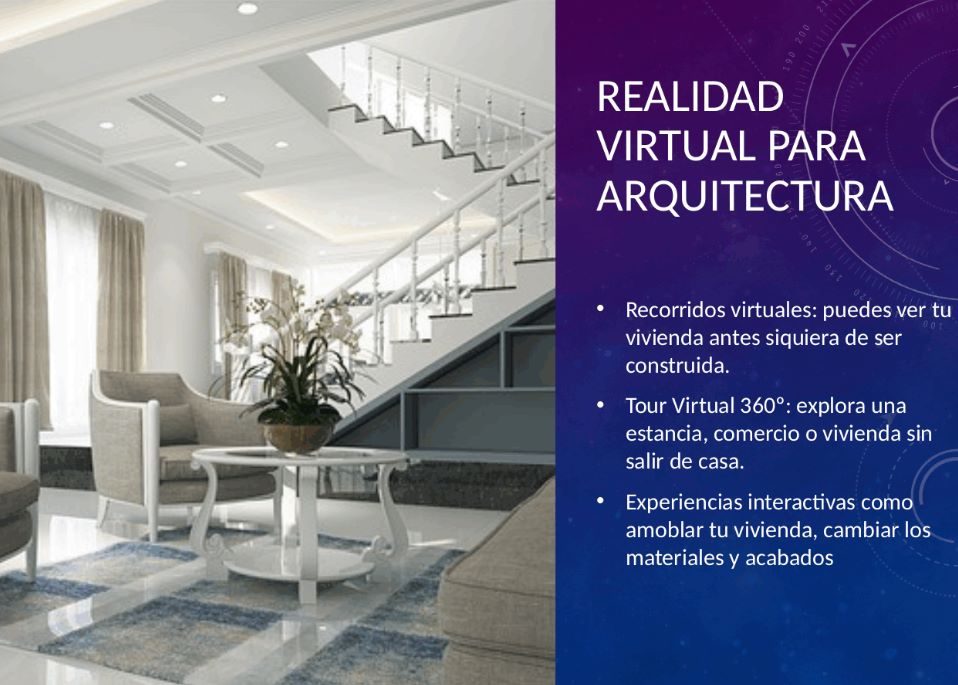 REALIDAD
VIRTUAL PARA
ARQUITECTURA
• Recorridos virtuales: puedes ver tu
vivienda antes siquiera de ser
construida.
• Tour Virtual 360º: explora una
estancia, comercio o vivienda sin
salir de casa.
• Experiencias interactivas como
amoblar tu vivienda, cambiar los
materiales y acabados